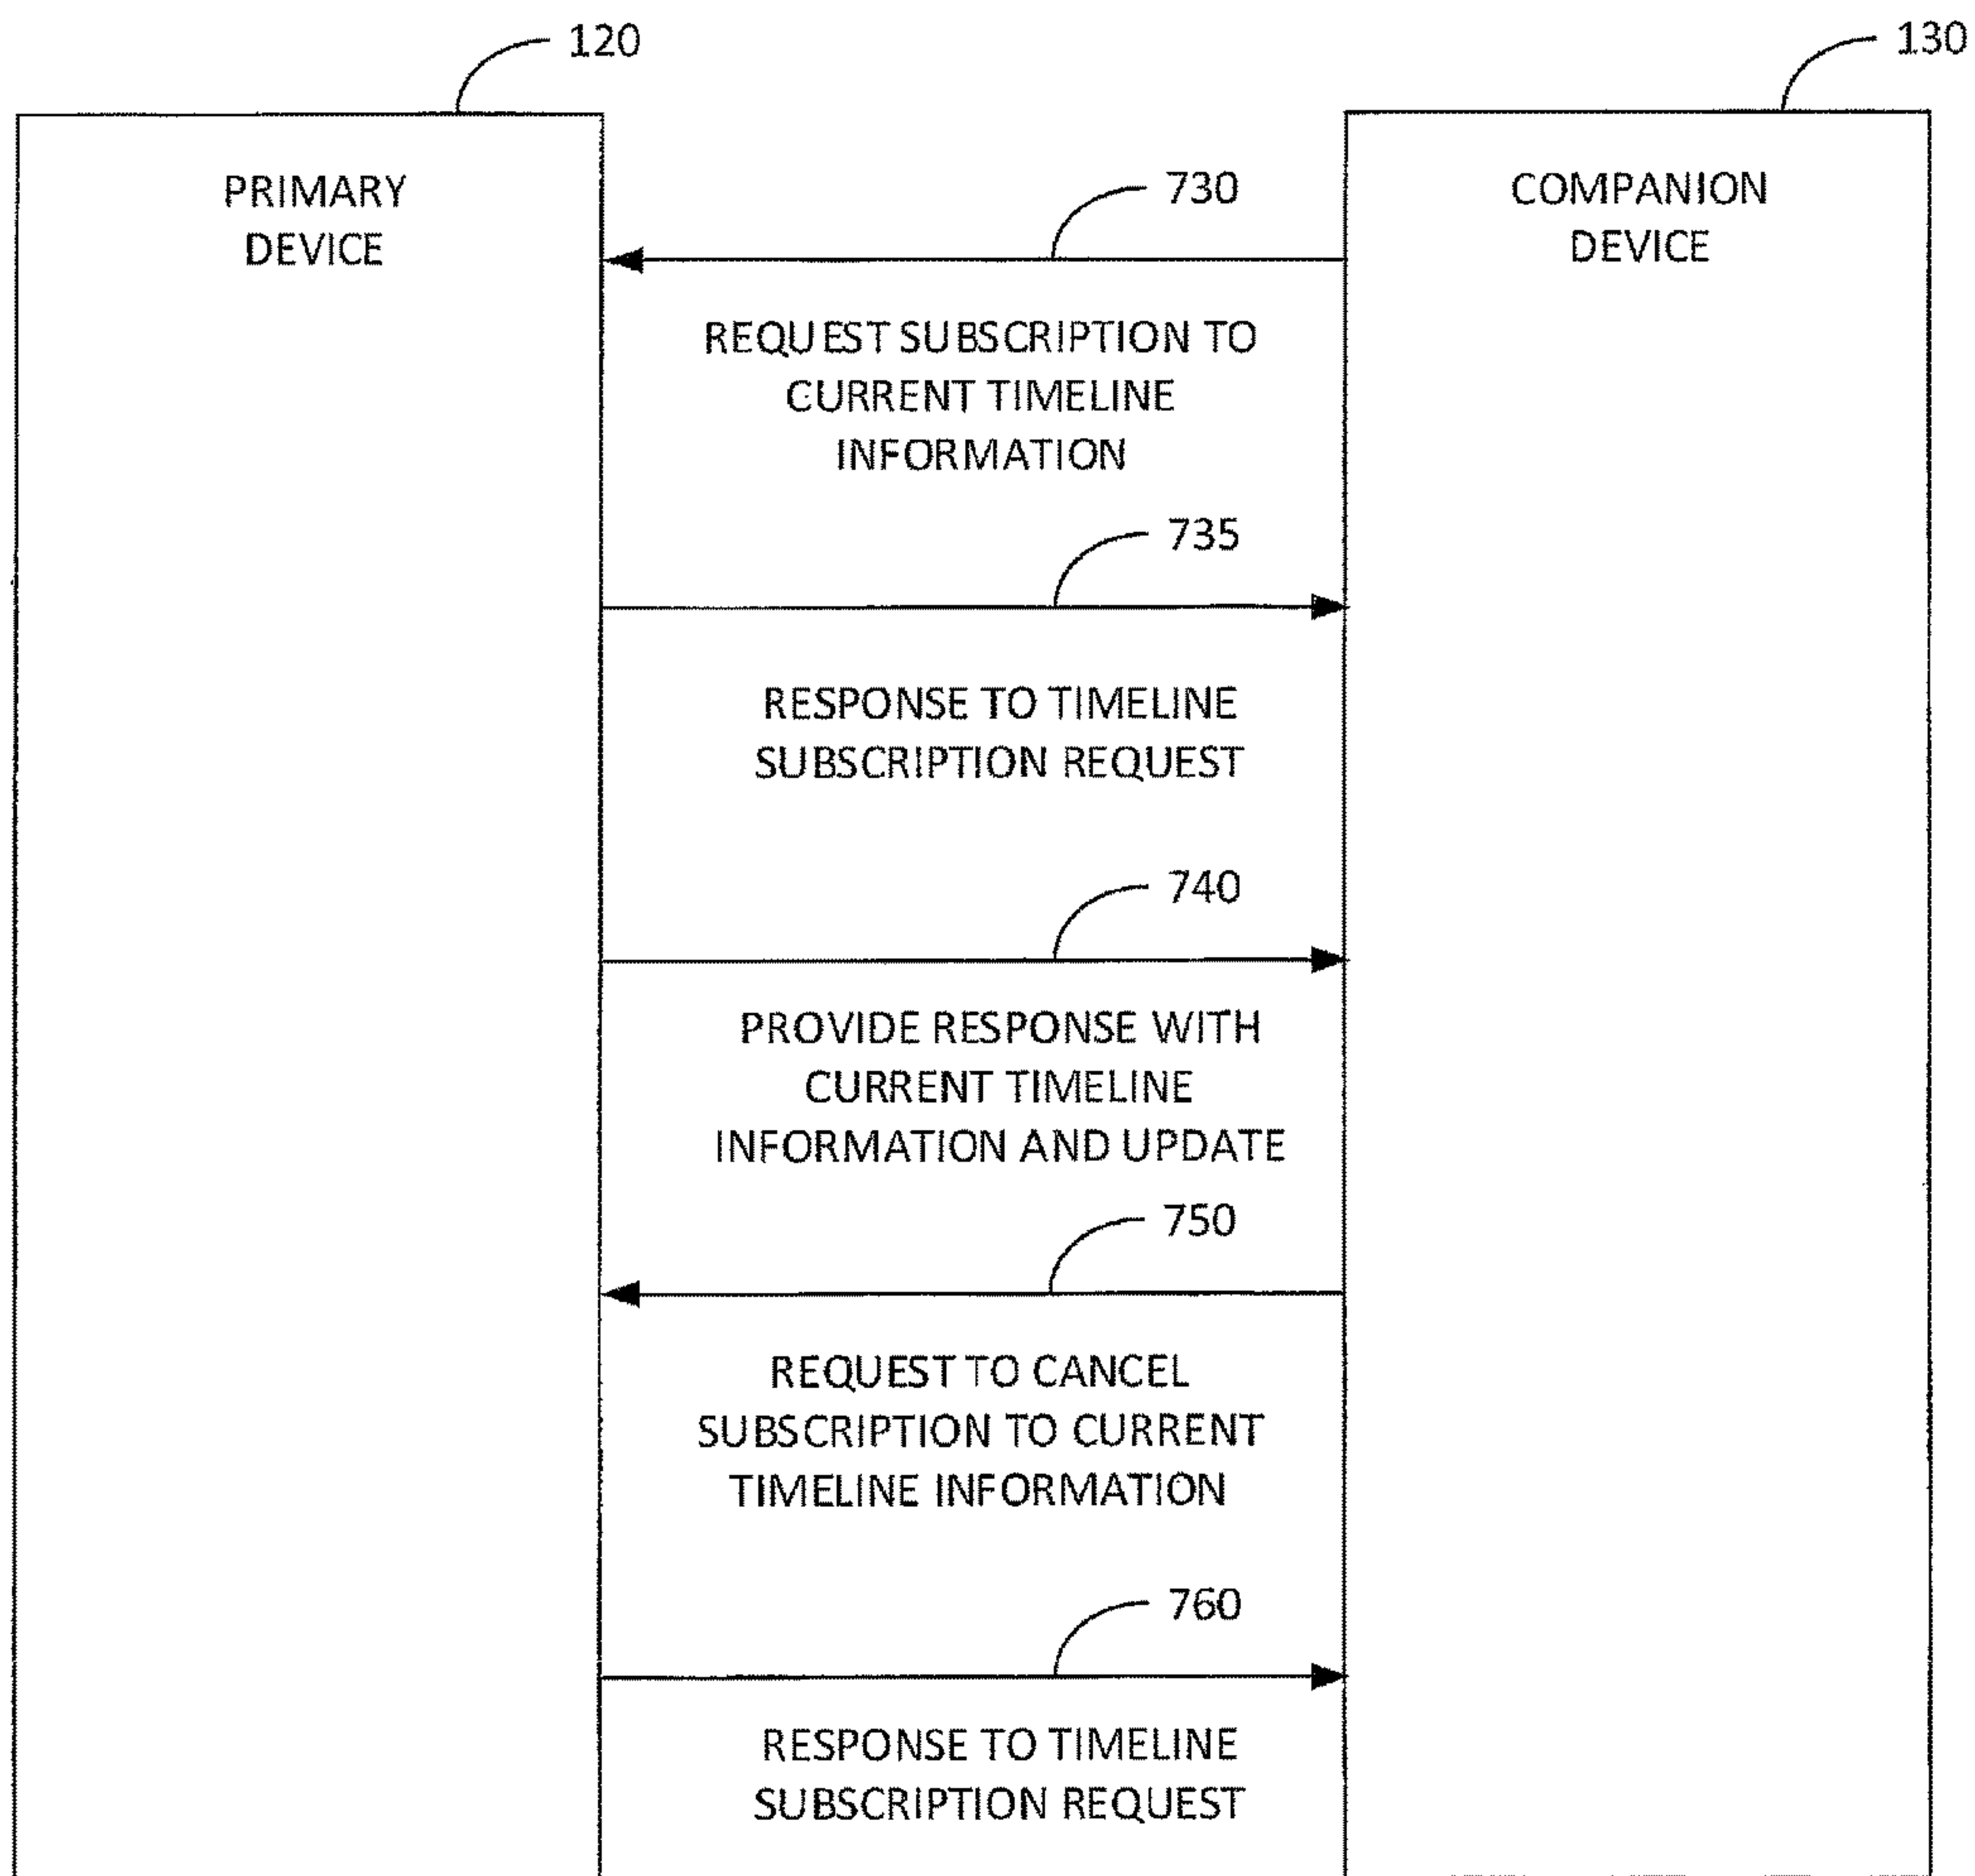 120
130
PRIMARY
DEVICE
COMPANION
DEVICE
730
REQUEST SUBSCRIPTION TO
CURRENT TIMELINE
INFORMATION
735
RESPONSE TO TIMELINE
SUBSCRIPTION REQUEST
740
PROVIDE RESPONSE WITH
CURRENT TIMELINE
INFORMATION AND UPDATE
750
REQUEST TO CANCEL
SUBSCRIPTION TO CURRENT
TIMELINE INFORMATION
760
RESPONSE TO TIMELINE
SUBSCRIPTION REQUEST